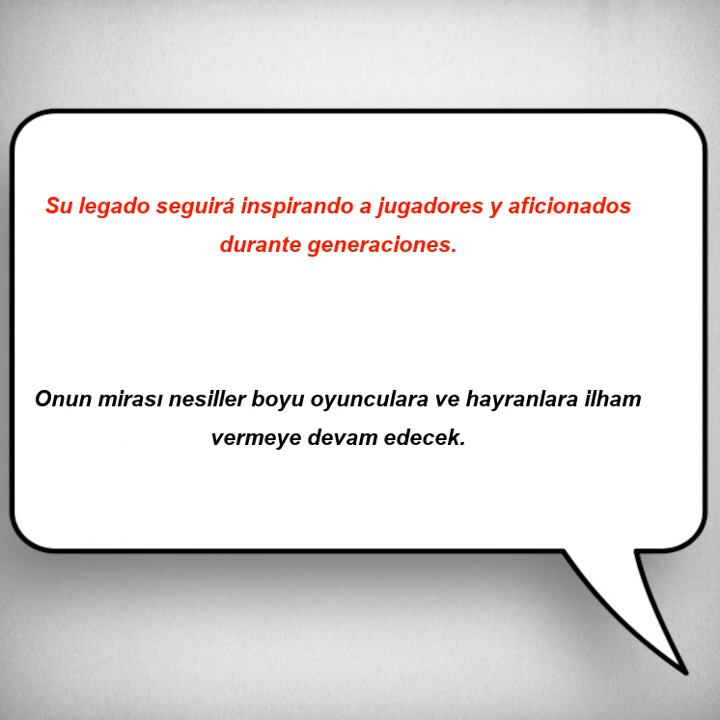 Su legado seguirá inspirando a jugadores y aficionados
durante generaciones.
Onun mirası nesiller boyu oyunculara ve hayranlara ilham
vermeye devam edecek.